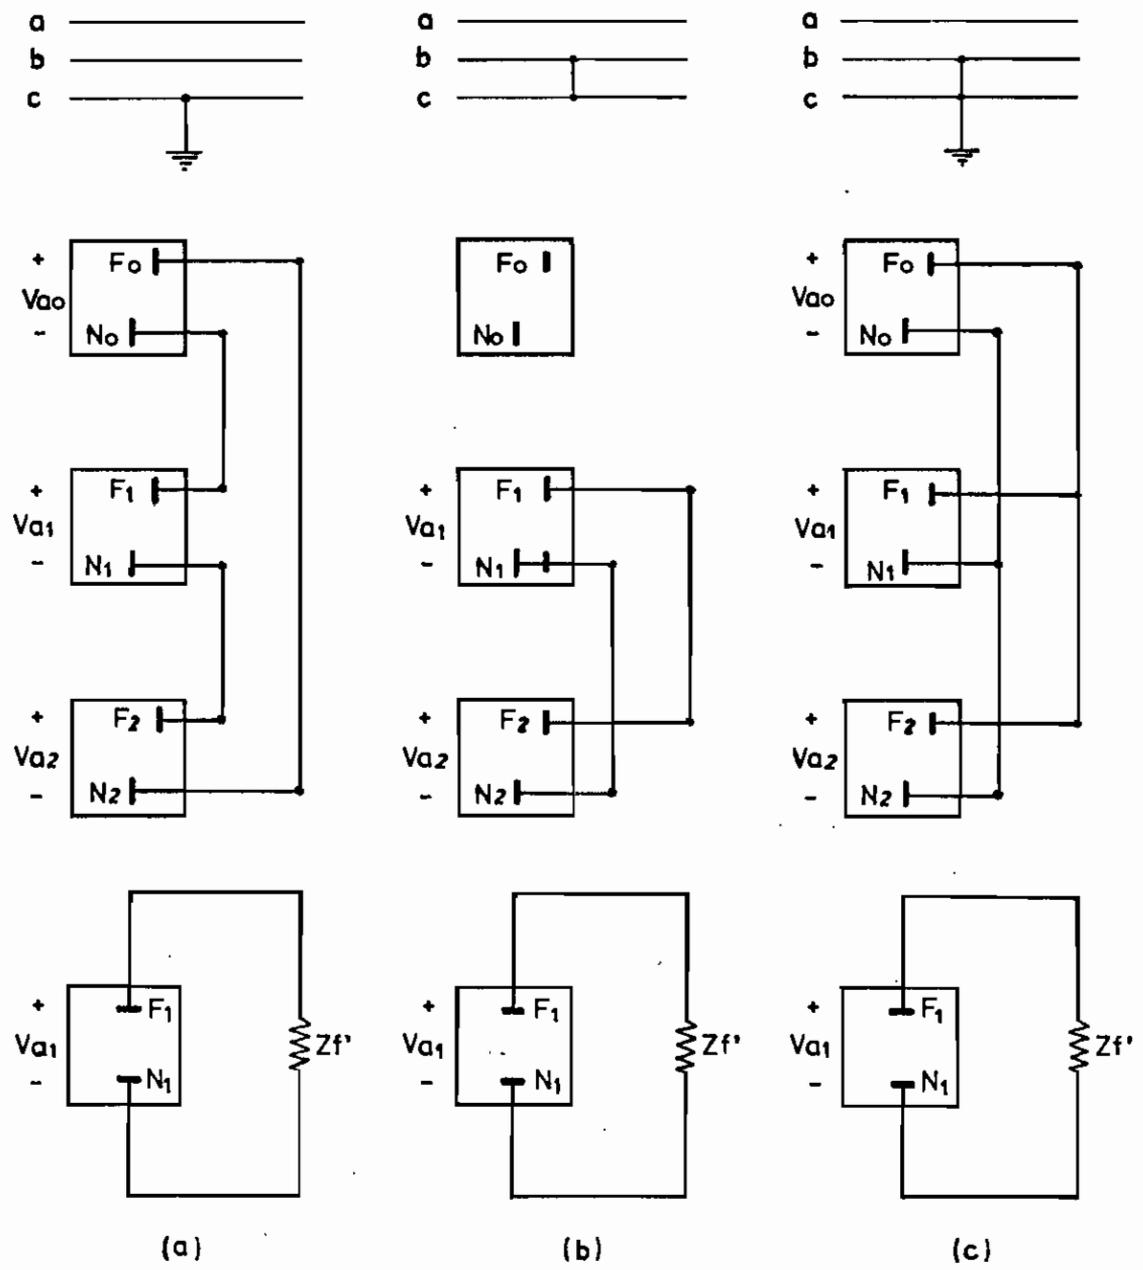 a
b
c
a
b
c
a
b
c
+
Vao
-
Fo
No
Fo
No
+
Vao
-
Fo
No
+
Va1
-
F1
N1
+
Va1
-
F1
N1
+
Va1
-
F1
N1
+
Va2
-
F2
N2
+
Va2
-
F2
N2
+
Va2
-
F2
N2
+
Va1
-
F1
N1
Zf'
+
Va1
-
F1
N1
Zf'
+
Va1
-
F1
N1
Zf'
(a)
(b)
(c)